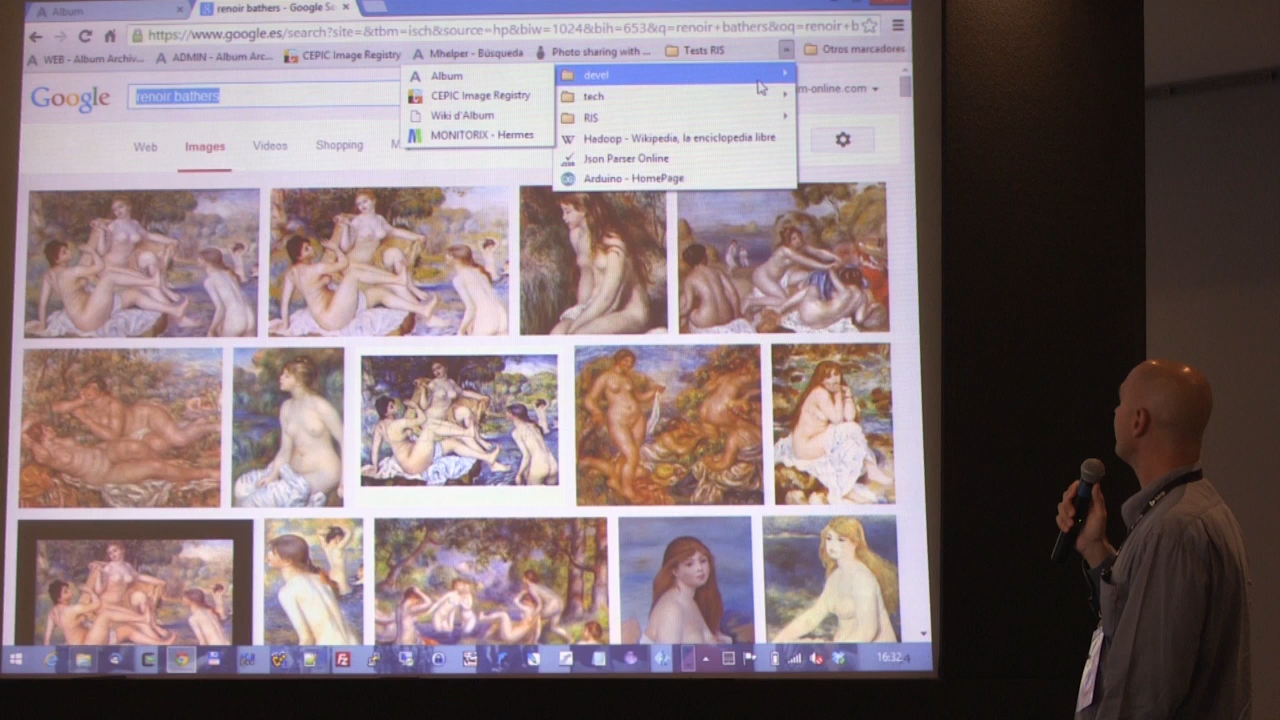 Album
renoir bathers - Google Se
https://www.google.es/search?site=&tbm=isch&source=hp&biw=1024&bih=653&q=renoir+bathers&oq=renoir+b
WEB - Album Archiv...
ADMIN - Album Arc...
CEPIC Image Registry
Mhelper - Búsqueda
Photo sharing with ...
Tests RIS
»
Otros marcadores
Google
renoir bathers
m-online.com
Album
CEPIC Image Registry
Wiki d'Album
MONITORIX - Hermes
devel
tech
RIS
Hadoop - Wikipedia, la enciclopedia libre
Json Parser Online
Arduino - HomePage
Web
Images
Videos
Shopping
M
16:32